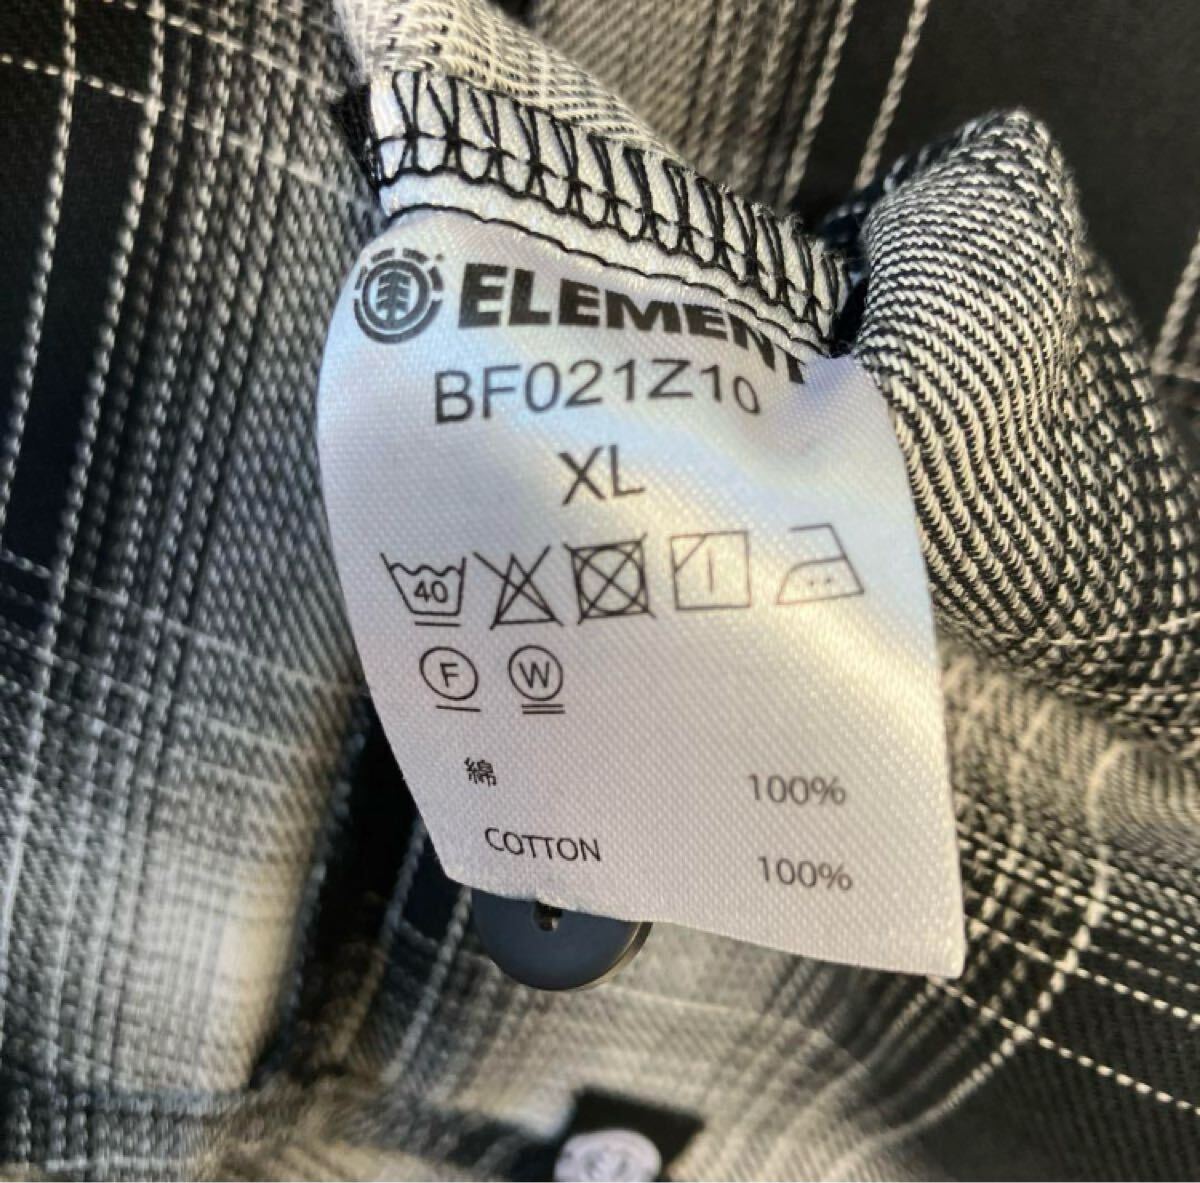 ELEMENT
BF021Z10
XL
40
F W
綿 100%
COTTON 100%